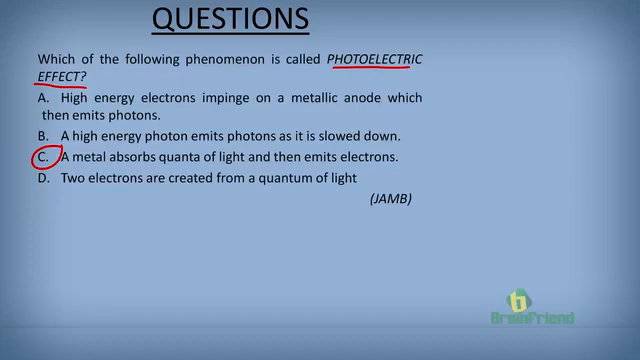 QUESTIONS
Which of the following phenomenon is called PHOTOELECTRIC
EFFECT?
A. High energy electrons impinge on a metallic anode which
then emits photons.
B. A high energy photon emits photons as it is slowed down.
C. A metal absorbs quanta of light and then emits electrons.
D. Two electrons are created from a quantum of light
(JAMB)
BrainFriend